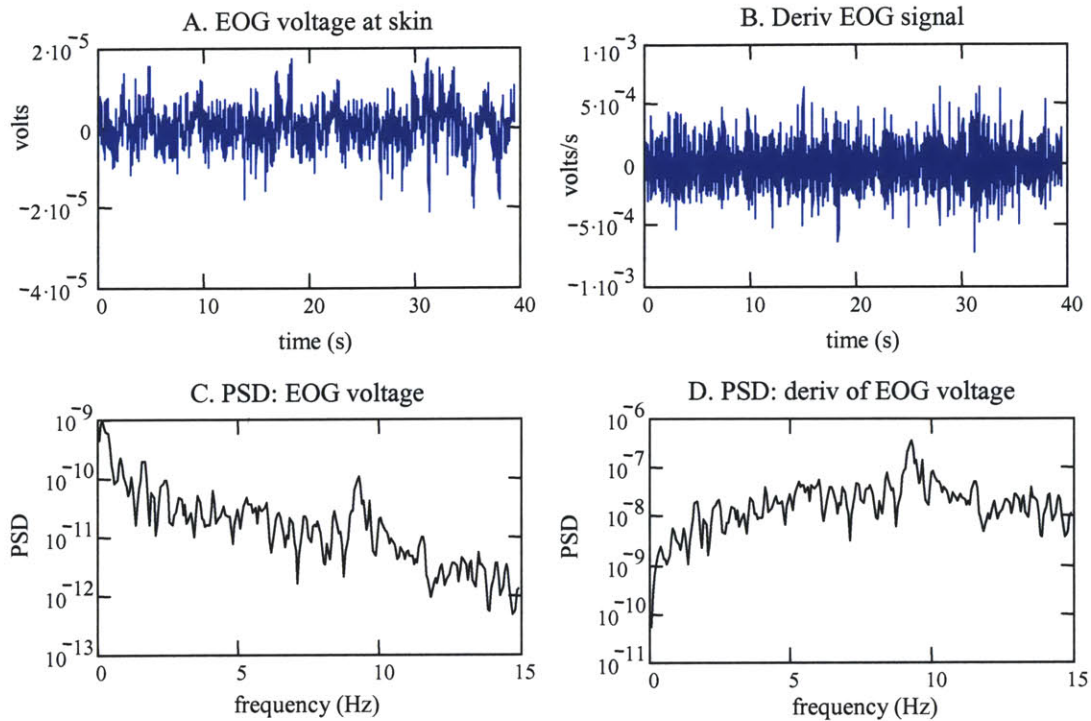 A. EOG voltage at skin
2·10⁻⁵
0
−2·10⁻⁵
−4·10⁻⁵
volts
0 10 20 30 40
time (s)
B. Deriv EOG signal
1·10⁻³
5·10⁻⁴
0
−5·10⁻⁴
−1·10⁻³
volts/s
0 10 20 30 40
time (s)
C. PSD: EOG voltage
10⁻⁹
10⁻¹⁰
10⁻¹¹
10⁻¹²
10⁻¹³
PSD
0 5 10 15
frequency (Hz)
D. PSD: deriv of EOG voltage
10⁻⁶
10⁻⁷
10⁻⁸
10⁻⁹
10⁻¹⁰
10⁻¹¹
PSD
0 5 10 15
frequency (Hz)